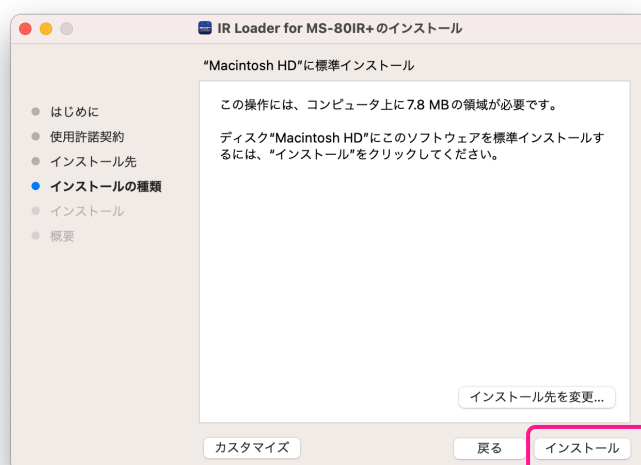 IR Loader for MS-80IR+のインストール
“Macintosh HD”に標準インストール
はじめに
使用許諾契約
インストール先
インストールの種類
インストール
概要
この操作には、コンピュータ上に7.8 MBの領域が必要です。
ディスク“Macintosh HD”にこのソフトウェアを標準インストールす
るには、“インストール”をクリックしてください。
インストール先を変更...
カスタマイズ
戻る
インストール